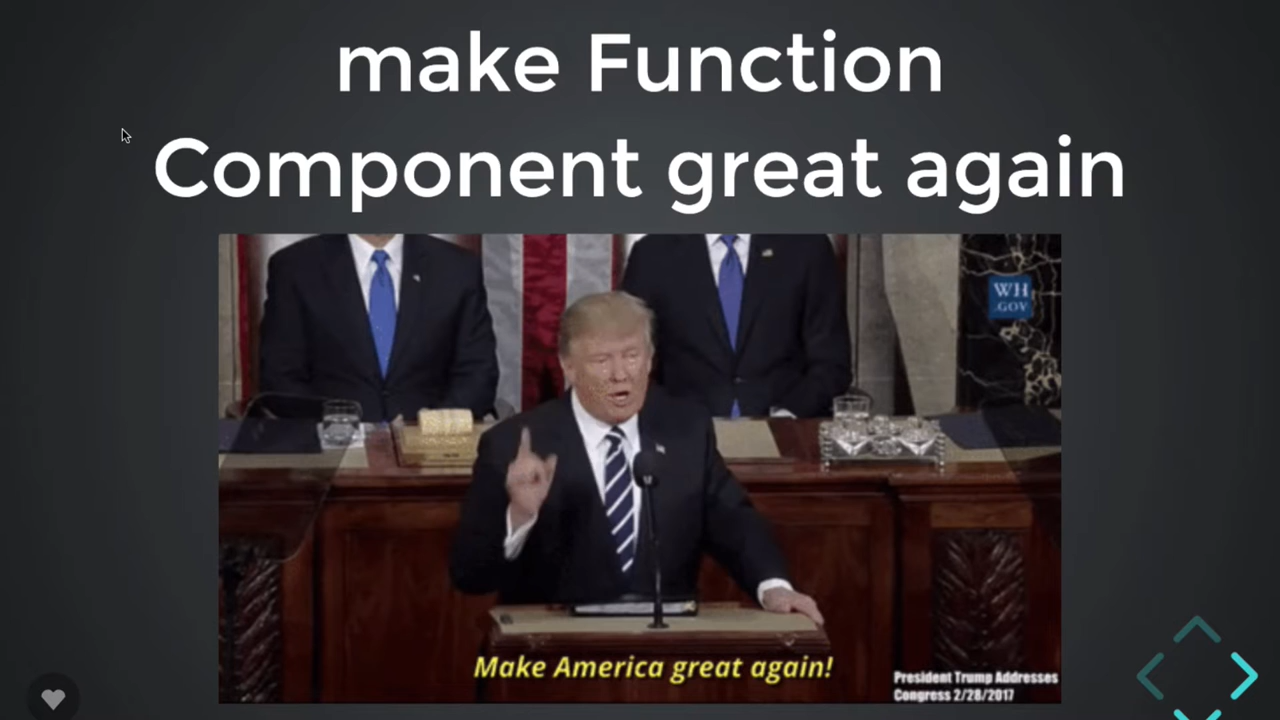 make Function
Component great again
WH
.GOV
Make America great again!
President Trump Addresses
Congress 2/28/2017